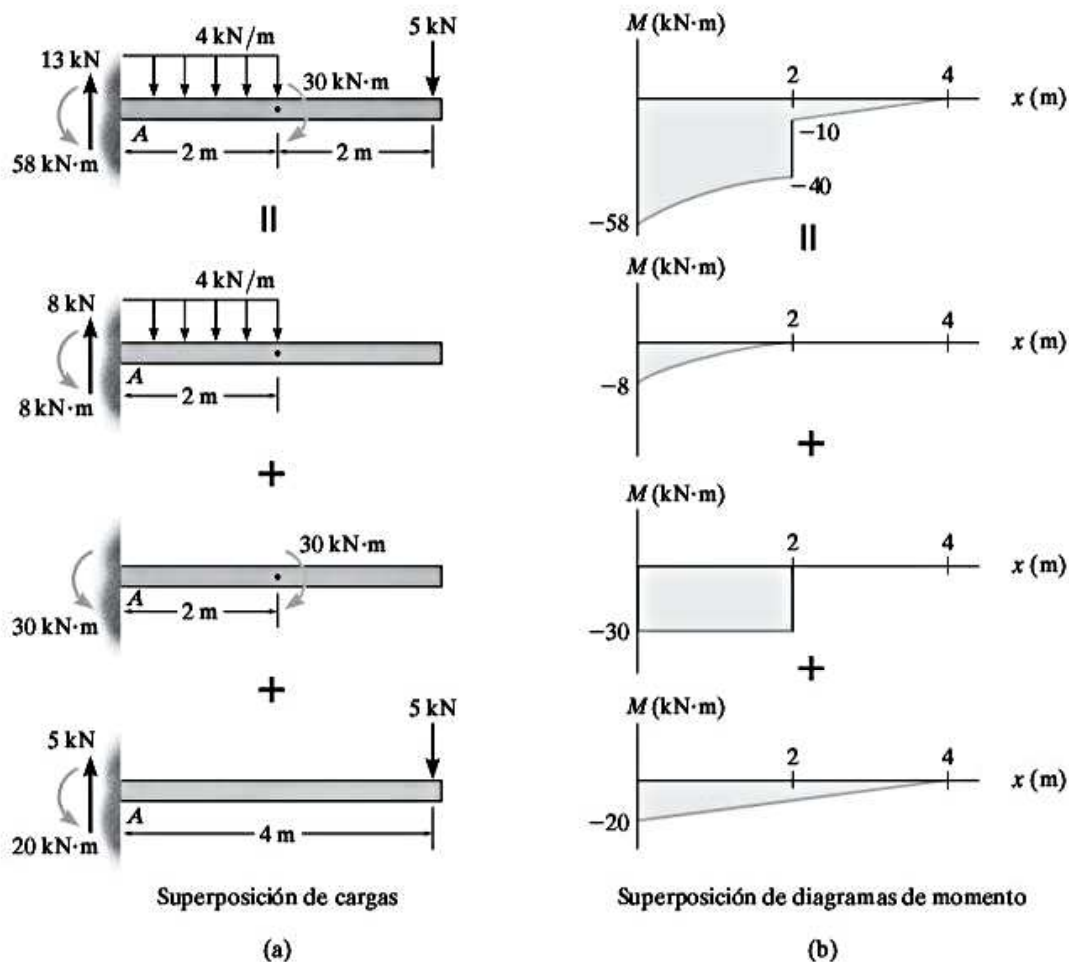 5 kN
4 kN/m
13 kN
30 kN·m
A
58 kN·m
2 m
2 m
=
4 kN/m
8 kN
A
8 kN·m
2 m
+
30 kN·m
A
30 kN·m
2 m
+
5 kN
5 kN
A
20 kN·m
4 m
Superposición de cargas
(a)
M (kN·m)
2
4
x (m)
−10
−40
−58
=
M (kN·m)
2
4
x (m)
−8
+
M (kN·m)
2
4
x (m)
−30
+
M (kN·m)
2
4
x (m)
−20
Superposición de diagramas de momento
(b)